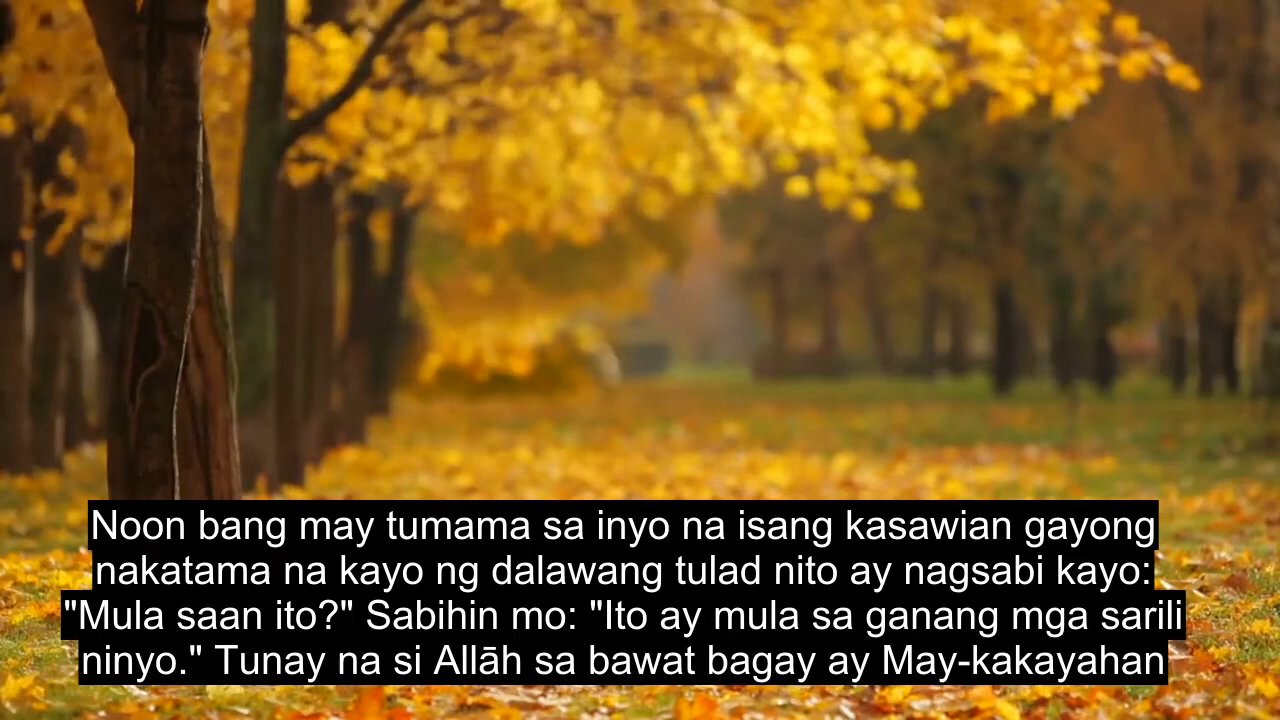 Noon bang may tumama sa inyo na isang kasawian gayong
nakatama na kayo ng dalawang tulad nito ay nagsabi kayo:
"Mula saan ito?" Sabihin mo: "Ito ay mula sa ganang mga sarili
ninyo." Tunay na si Allāh sa bawat bagay ay May-kakayahan